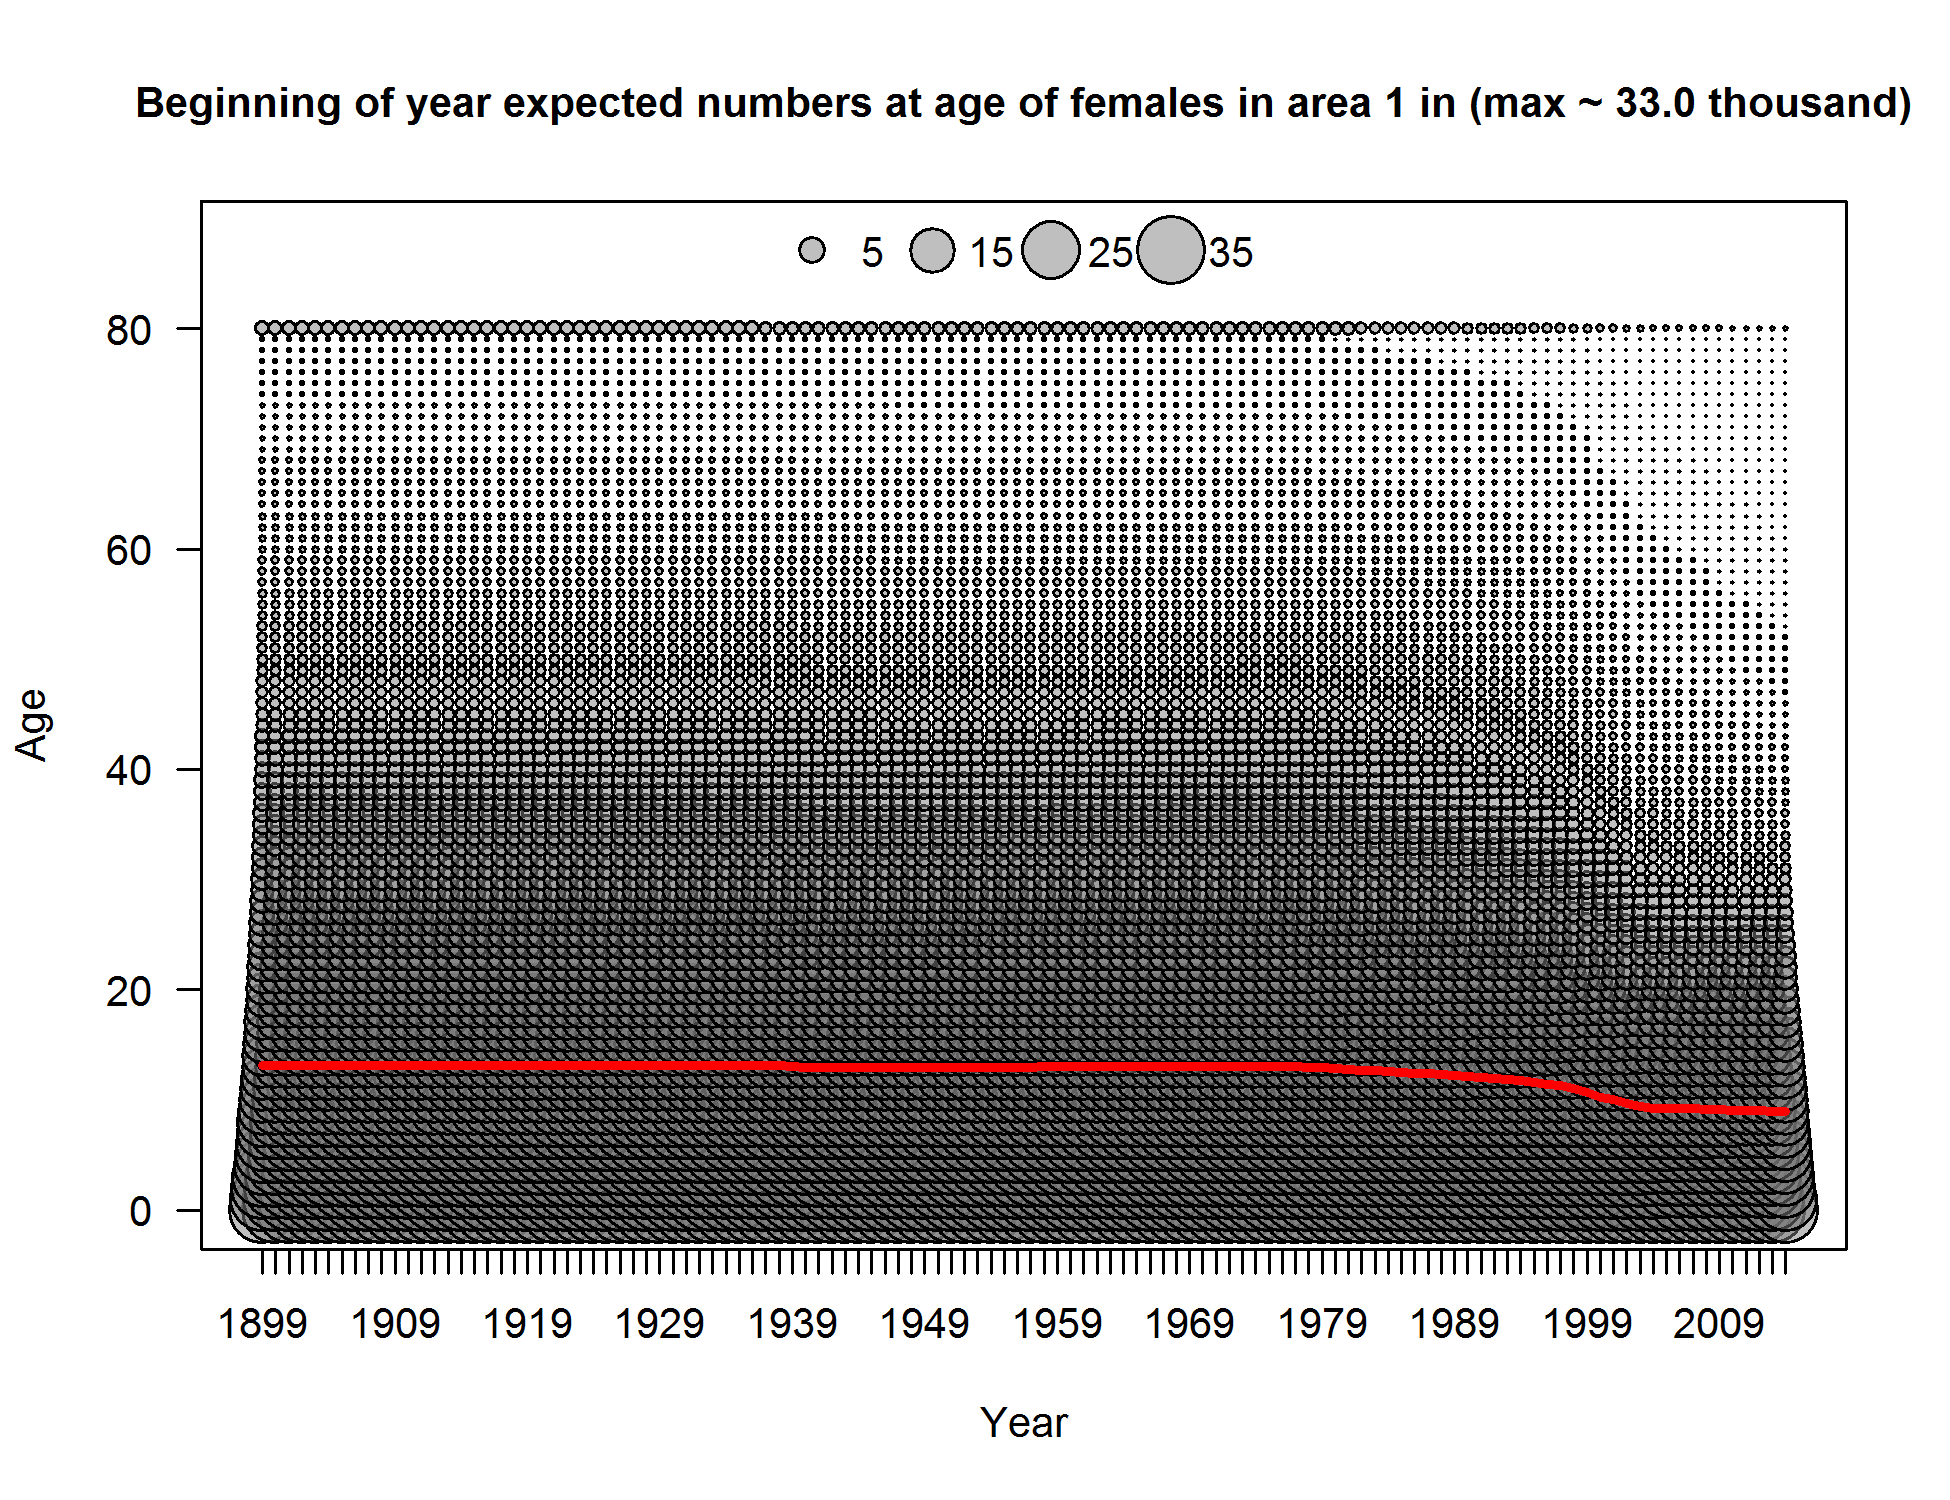 Beginning of year expected numbers at age of females in area 1 in (max ~ 33.0 thousand)
5 15 25 35
80
60
40
20
0
Age
1899 1909 1919 1929 1939 1949 1959 1969 1979 1989 1999 2009
Year